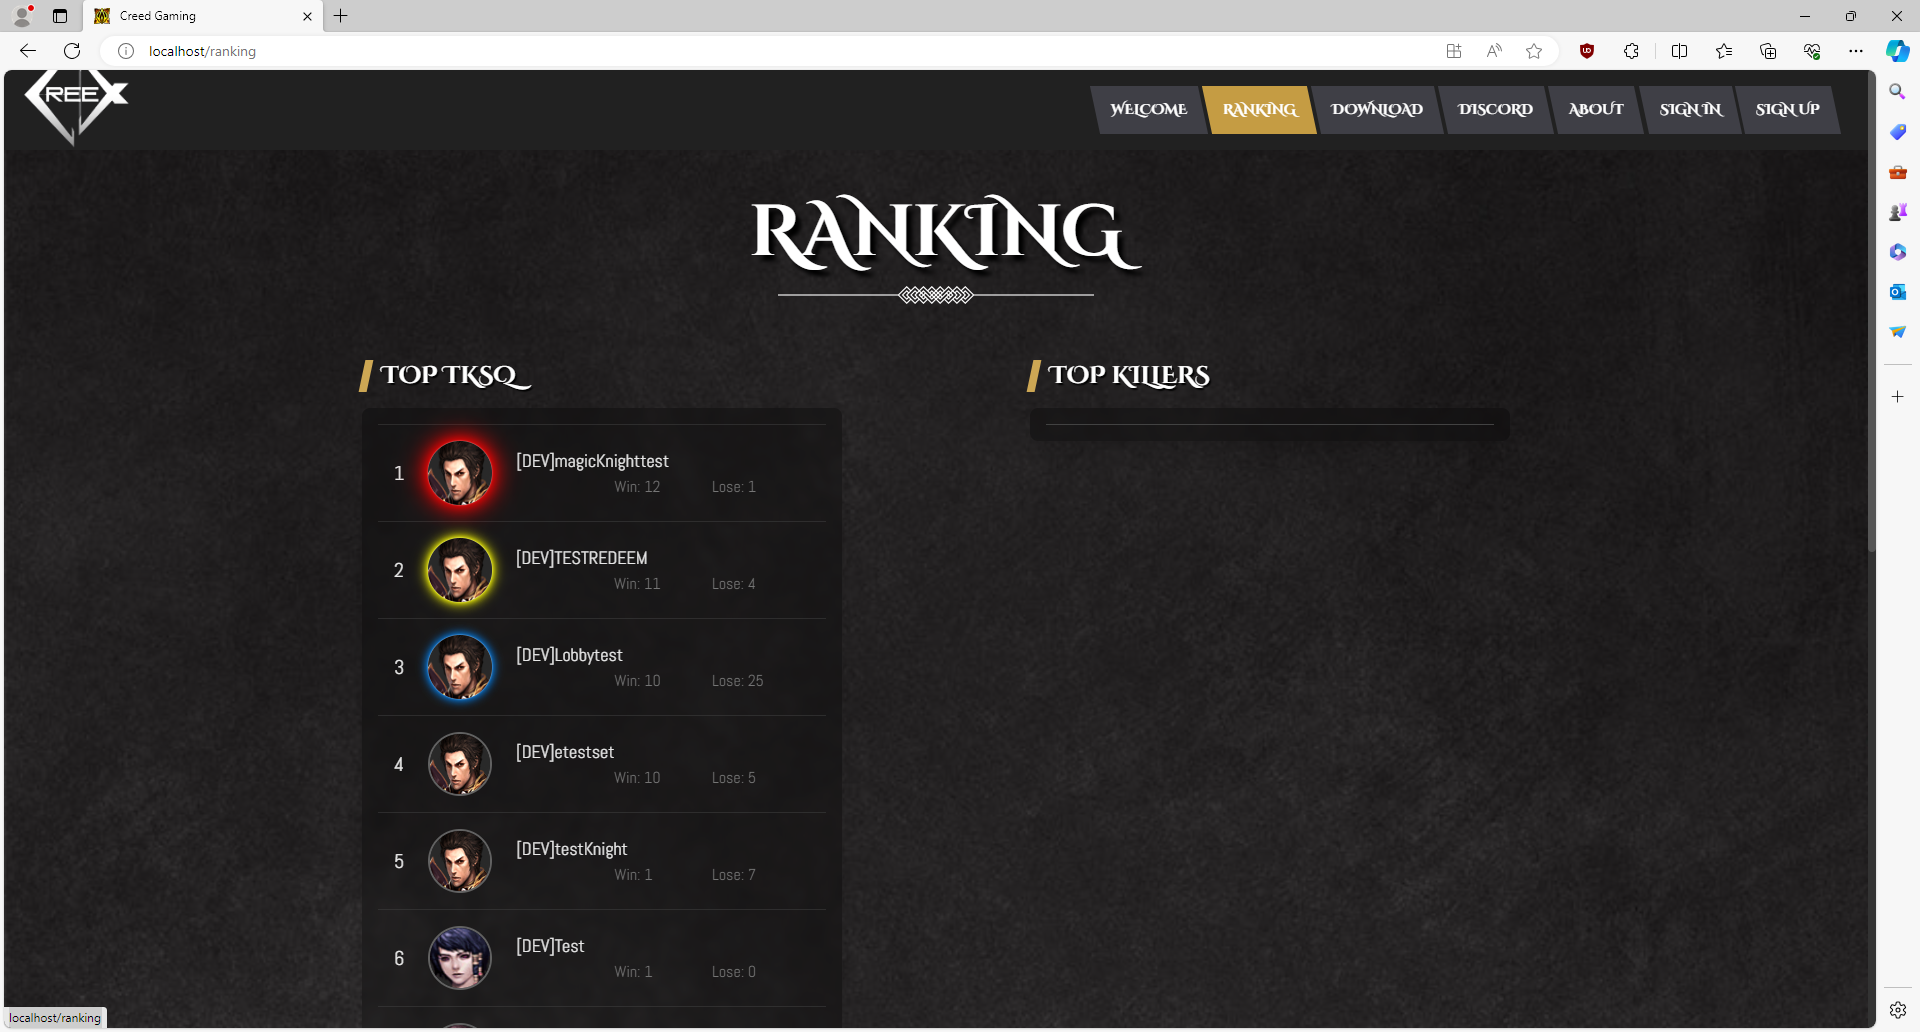 Creed Gaming
localhost/ranking
CREEX
WELCOME RANKING DOWNLOAD DISCORD ABOUT SIGN IN SIGN UP
RANKING
TOP TKSQ
1
[DEV]magicKnighttest
Win: 12 Lose: 1
2
[DEV]TESTREDEEM
Win: 11 Lose: 4
3
[DEV]Lobbytest
Win: 10 Lose: 25
4
[DEV]etestset
Win: 10 Lose: 5
5
[DEV]testKnight
Win: 1 Lose: 7
6
[DEV]Test
Win: 1 Lose: 0
TOP KILLERS
localhost/ranking